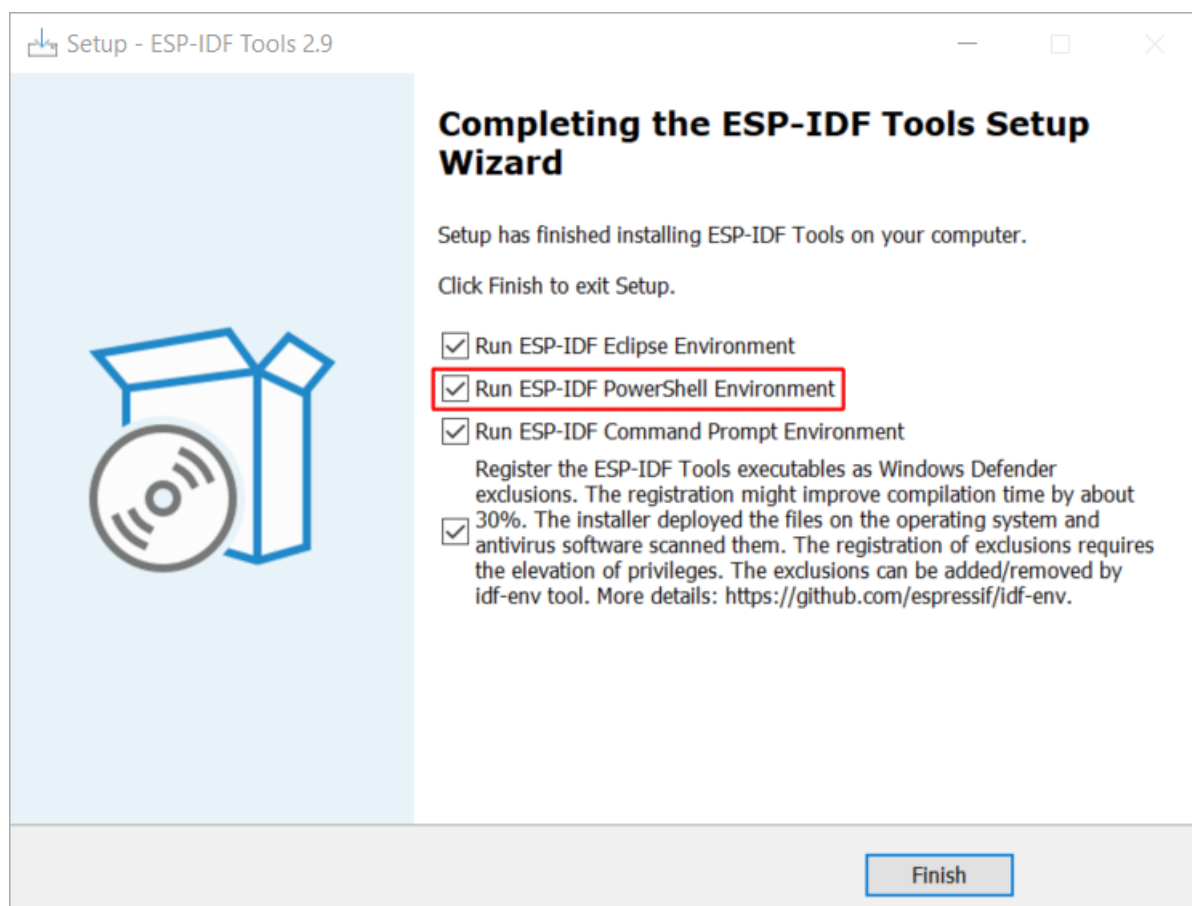 Setup - ESP-IDF Tools 2.9
Completing the ESP-IDF Tools Setup
Wizard
Setup has finished installing ESP-IDF Tools on your computer.
Click Finish to exit Setup.
Run ESP-IDF Eclipse Environment
Run ESP-IDF PowerShell Environment
Run ESP-IDF Command Prompt Environment
Register the ESP-IDF Tools executables as Windows Defender
exclusions. The registration might improve compilation time by about
30%. The installer deployed the files on the operating system and
antivirus software scanned them. The registration of exclusions requires
the elevation of privileges. The exclusions can be added/removed by
idf-env tool. More details: https://github.com/espressif/idf-env.
Finish